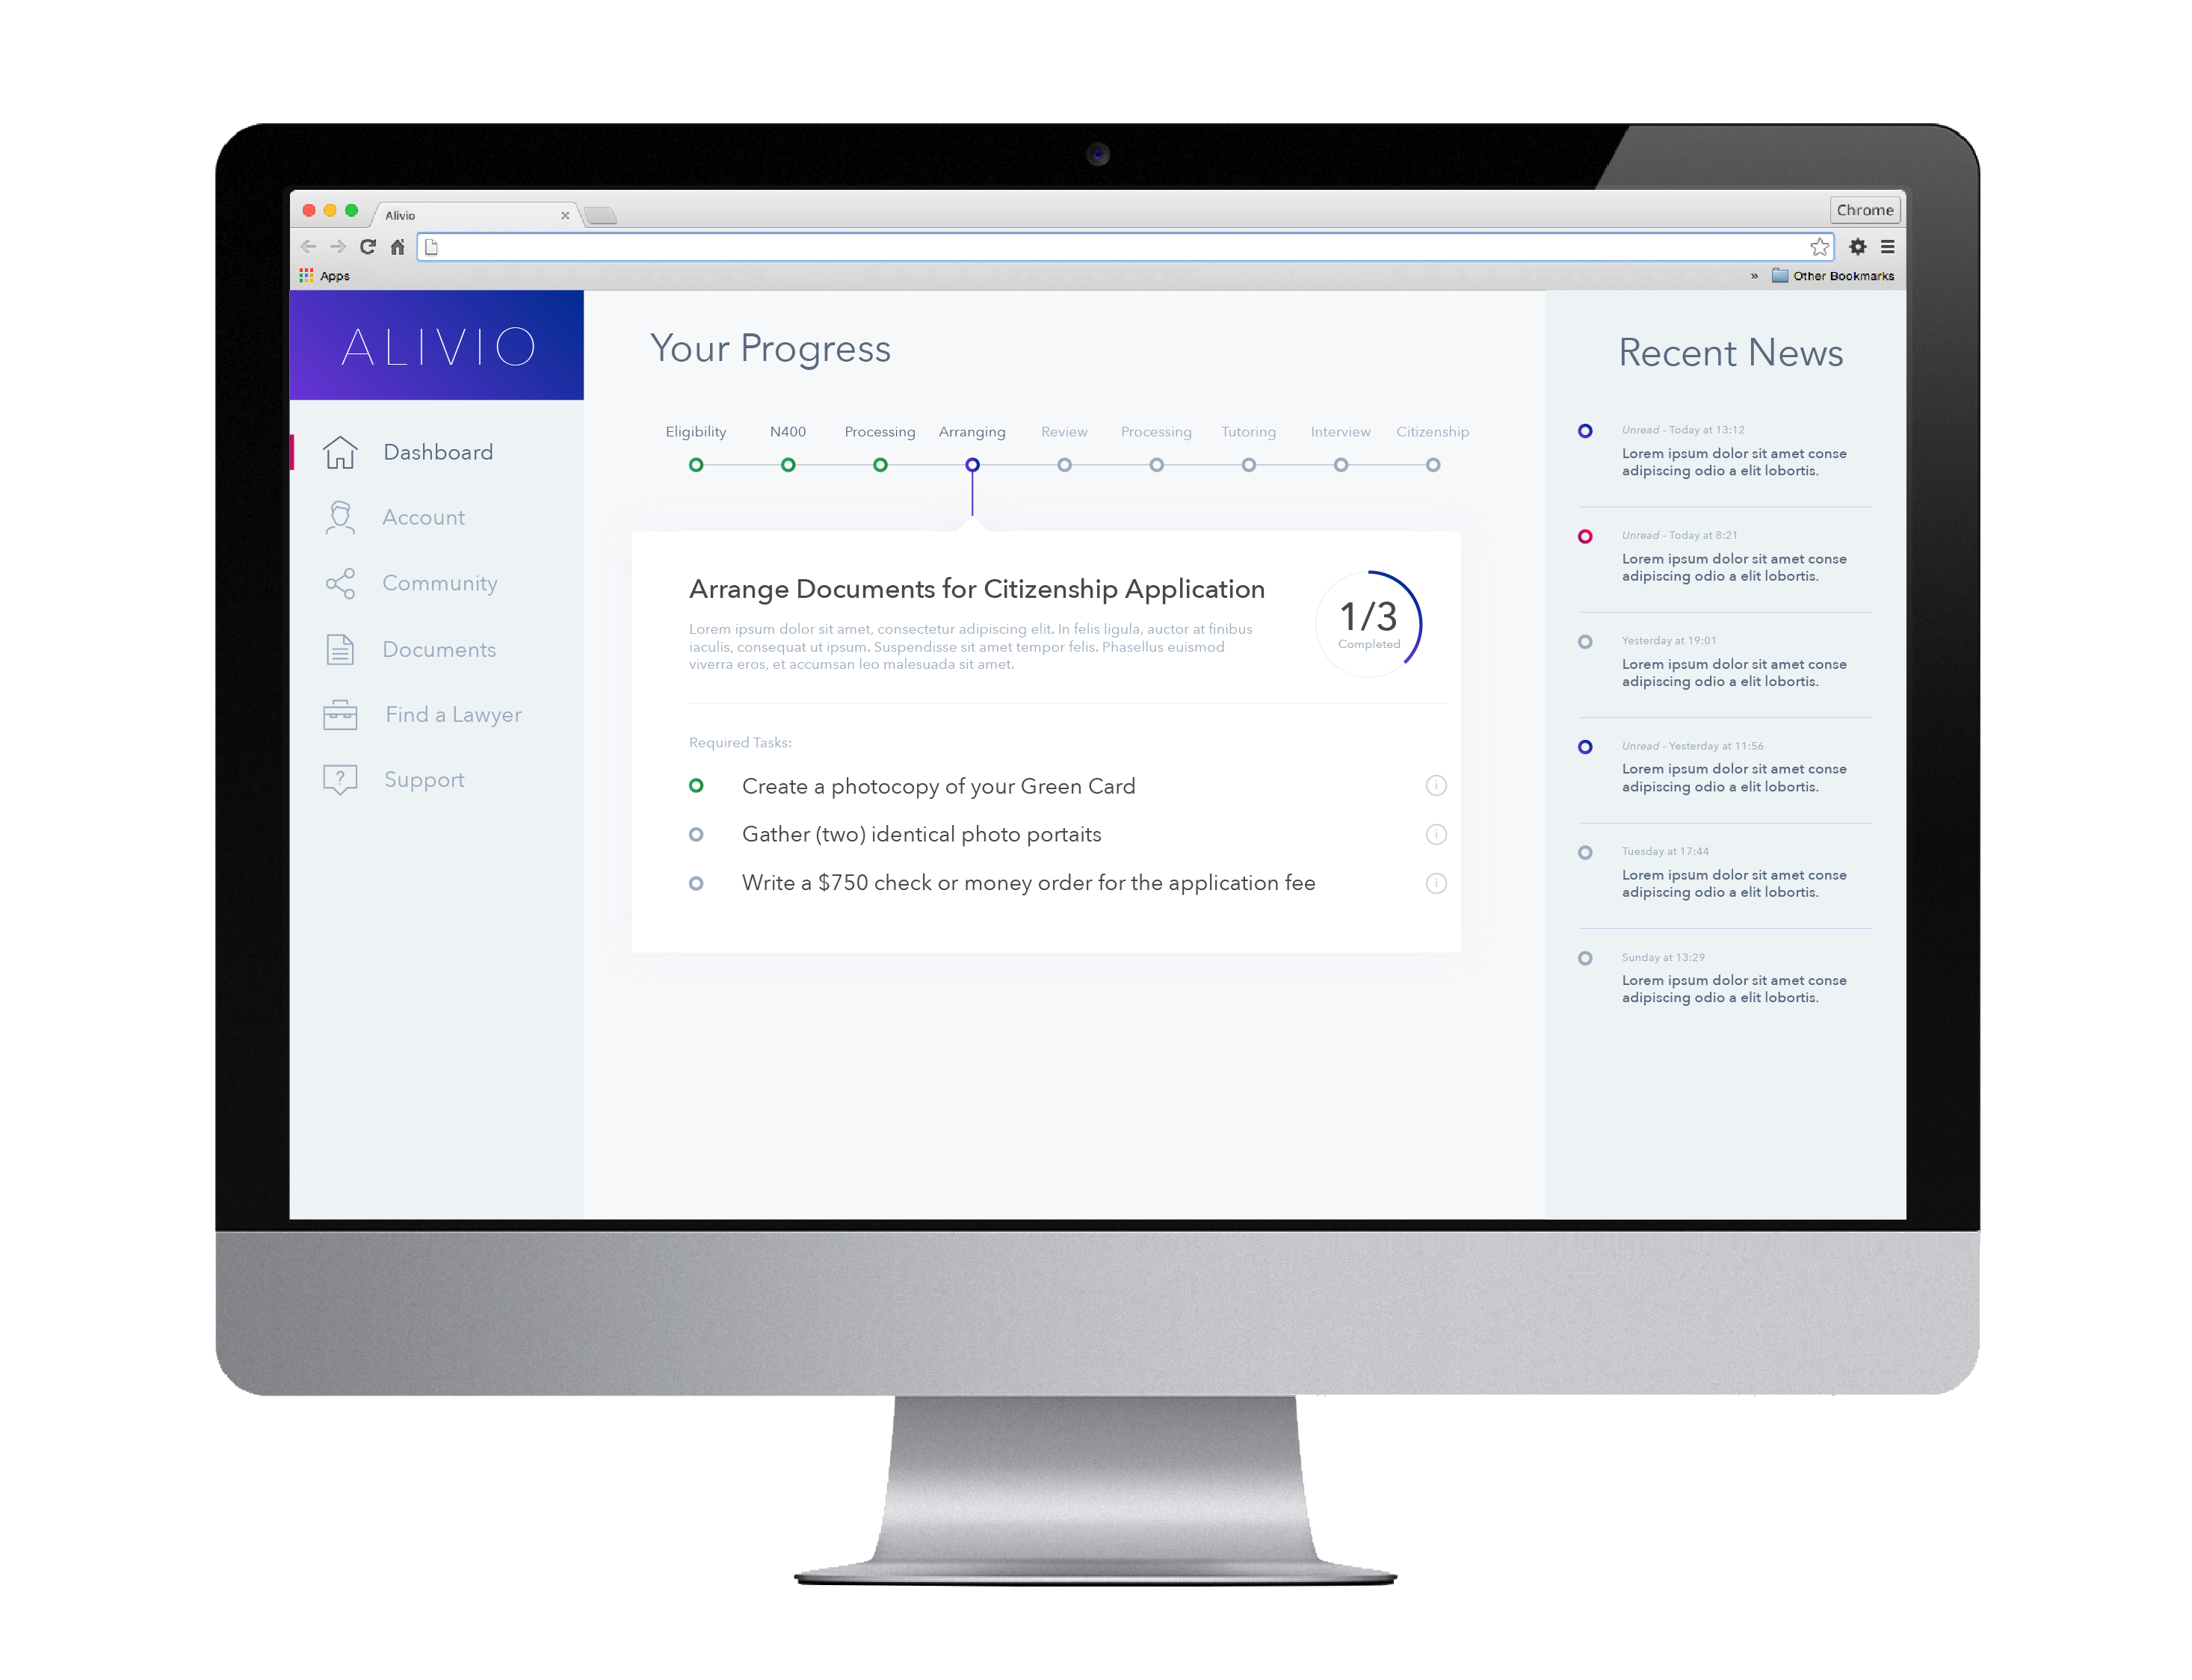 Alivio
Chrome
Apps
»
Other Bookmarks
ALIVIO
Dashboard
Account
Community
Documents
Find a Lawyer
Support
Your Progress
Eligibility N400 Processing Arranging Review Processing Tutoring Interview Citizenship
Arrange Documents for Citizenship Application
Lorem ipsum dolor sit amet, consectetur adipiscing elit. In felis ligula, auctor at finibus
iaculis, consequat ut ipsum. Suspendisse sit amet tempor felis. Phasellus euismod
viverra eros, et accumsan leo malesuada sit amet.
1/3
Completed
Required Tasks:
Create a photocopy of your Green Card
Gather (two) identical photo portaits
Write a $750 check or money order for the application fee
Recent News
Unread - Today at 13:12
Lorem ipsum dolor sit amet conse
adipiscing odio a elit lobortis.
Unread - Today at 8:21
Lorem ipsum dolor sit amet conse
adipiscing odio a elit lobortis.
Yesterday at 19:01
Lorem ipsum dolor sit amet conse
adipiscing odio a elit lobortis.
Unread - Yesterday at 11:56
Lorem ipsum dolor sit amet conse
adipiscing odio a elit lobortis.
Tuesday at 17:44
Lorem ipsum dolor sit amet conse
adipiscing odio a elit lobortis.
Sunday at 13:29
Lorem ipsum dolor sit amet conse
adipiscing odio a elit lobortis.